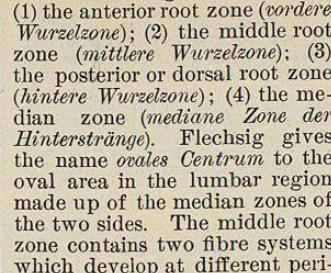 (1) the anterior root zone (vordere
Wurzelzone); (2) the middle root
zone (mittlere Wurzelzone); (3)
the posterior or dorsal root zone
(hintere Wurzelzone); (4) the me-
dian zone (mediane Zone der
Hinterstränge). Flechsig gives
the name ovales Centrum to the
oval area in the lumbar region
made up of the median zones of
the two sides. The middle root
zone contains two fibre systems
which develop at different peri-